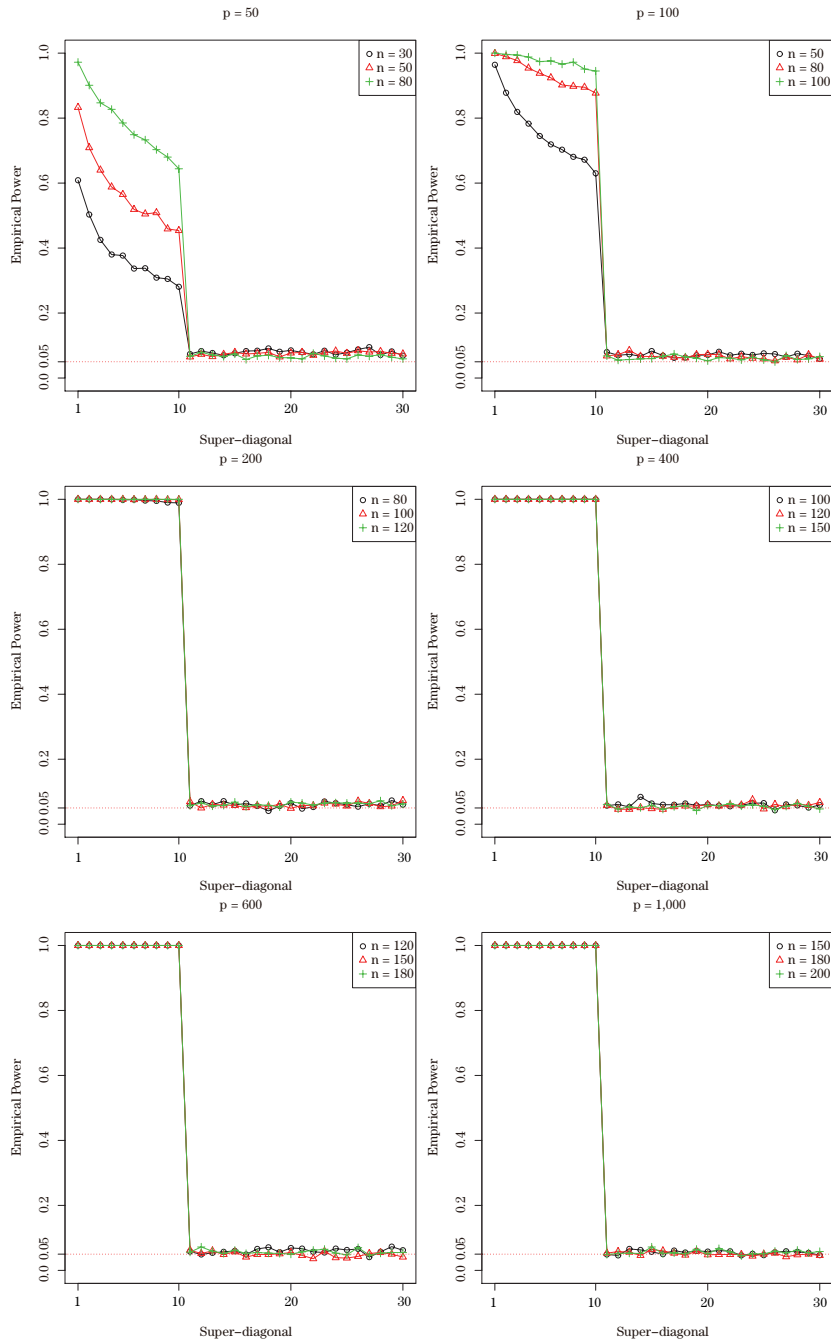 p = 50
n = 30
n = 50
n = 80
Empirical Power
1.0
0.8
0.6
0.4
0.2
0.05
0.0
1 10 20 30
Super-diagonal
p = 100
n = 50
n = 80
n = 100
Empirical Power
1.0
0.8
0.6
0.4
0.2
0.05
0.0
1 10 20 30
Super-diagonal
p = 200
n = 80
n = 100
n = 120
Empirical Power
1.0
0.8
0.6
0.4
0.2
0.05
0.0
1 10 20 30
Super-diagonal
p = 400
n = 100
n = 120
n = 150
Empirical Power
1.0
0.8
0.6
0.4
0.2
0.05
0.0
1 10 20 30
Super-diagonal
p = 600
n = 120
n = 150
n = 180
Empirical Power
1.0
0.8
0.6
0.4
0.2
0.05
0.0
1 10 20 30
Super-diagonal
p = 1,000
n = 150
n = 180
n = 200
Empirical Power
1.0
0.8
0.6
0.4
0.2
0.05
0.0
1 10 20 30
Super-diagonal